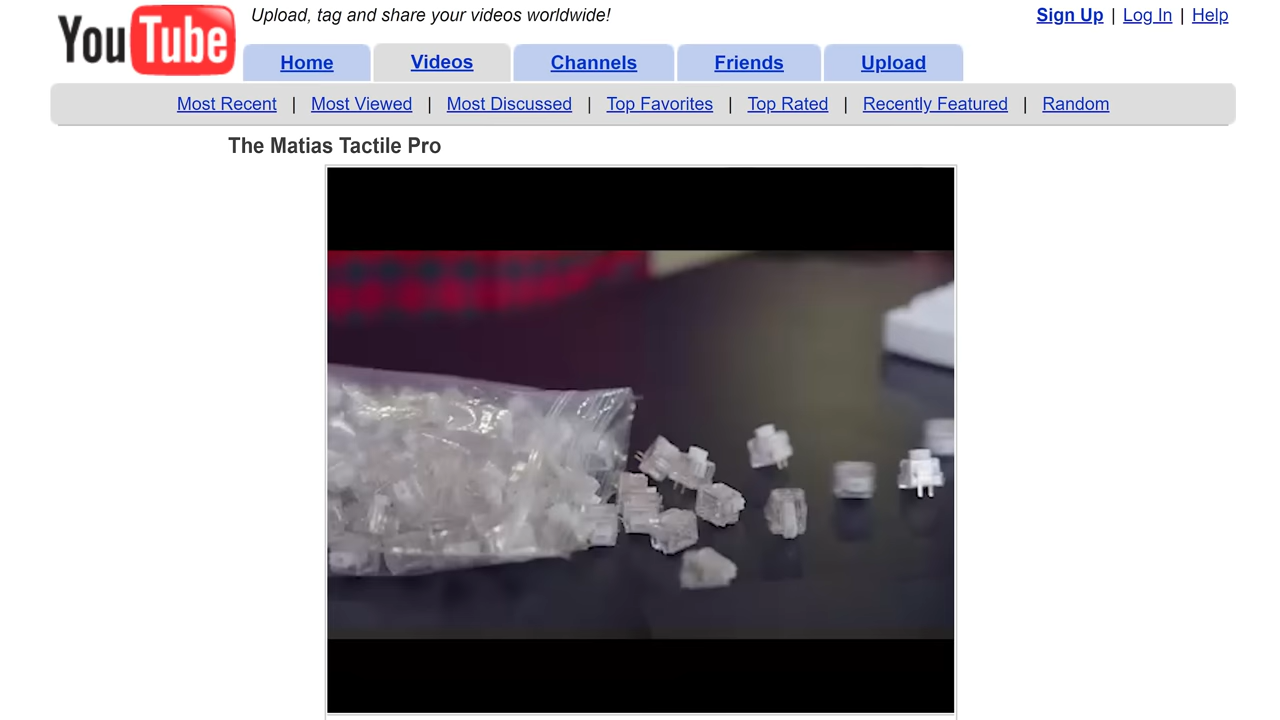 YouTube
Upload, tag and share your videos worldwide!
Sign Up | Log In | Help
Home
Videos
Channels
Friends
Upload
Most Recent | Most Viewed | Most Discussed | Top Favorites | Top Rated | Recently Featured | Random
The Matias Tactile Pro